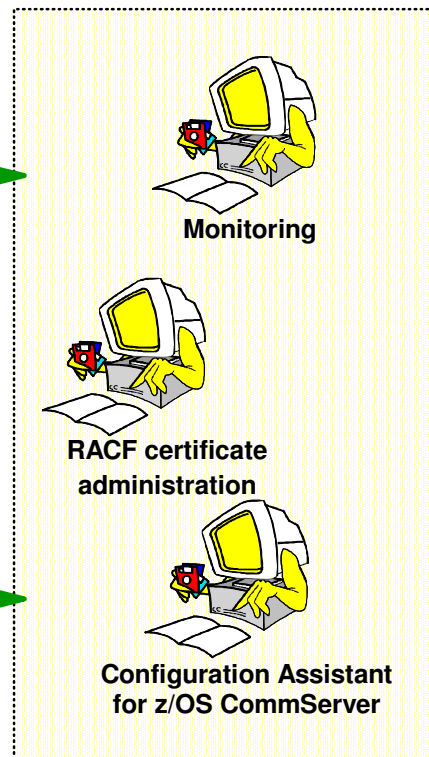 Monitoring
RACF certificate
administration
Configuration Assistant
for z/OS CommServer